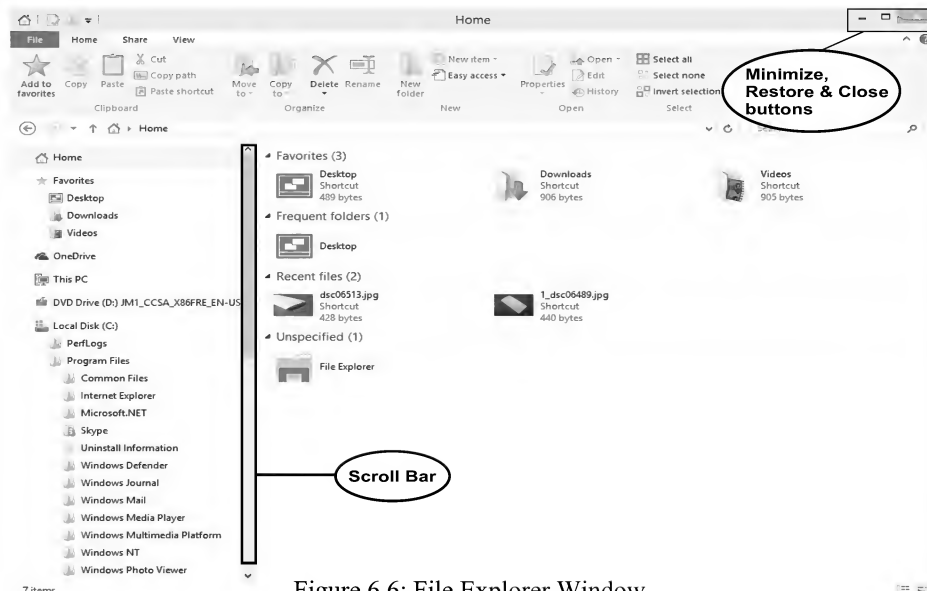 Home
File Home Share View
Add to favorites
Copy
Paste
Cut
Copy path
Paste shortcut
Clipboard
Move to
Copy to
Delete
Rename
Organize
New folder
New item
Easy access
New
Properties
Open
Edit
History
Open
Select all
Select none
Invert selection
Select
Minimize,
Restore & Close
buttons
Home
Home
Favorites
Desktop
Downloads
Videos
OneDrive
This PC
DVD Drive (D:) JM1_CCSA_X86FRE_EN-US
Local Disk (C:)
PerfLogs
Program Files
Common Files
Internet Explorer
Microsoft.NET
Skype
Uninstall Information
Windows Defender
Windows Journal
Windows Mail
Windows Media Player
Windows Multimedia Platform
Windows NT
Windows Photo Viewer
Favorites (3)
Desktop
Shortcut
489 bytes
Downloads
Shortcut
906 bytes
Videos
Shortcut
905 bytes
Frequent folders (1)
Desktop
Recent files (2)
dsc06513.jpg
Shortcut
428 bytes
1_dsc06489.jpg
Shortcut
440 bytes
Unspecified (1)
File Explorer
Scroll Bar
7 items
Figure 6.6: File Explorer Window